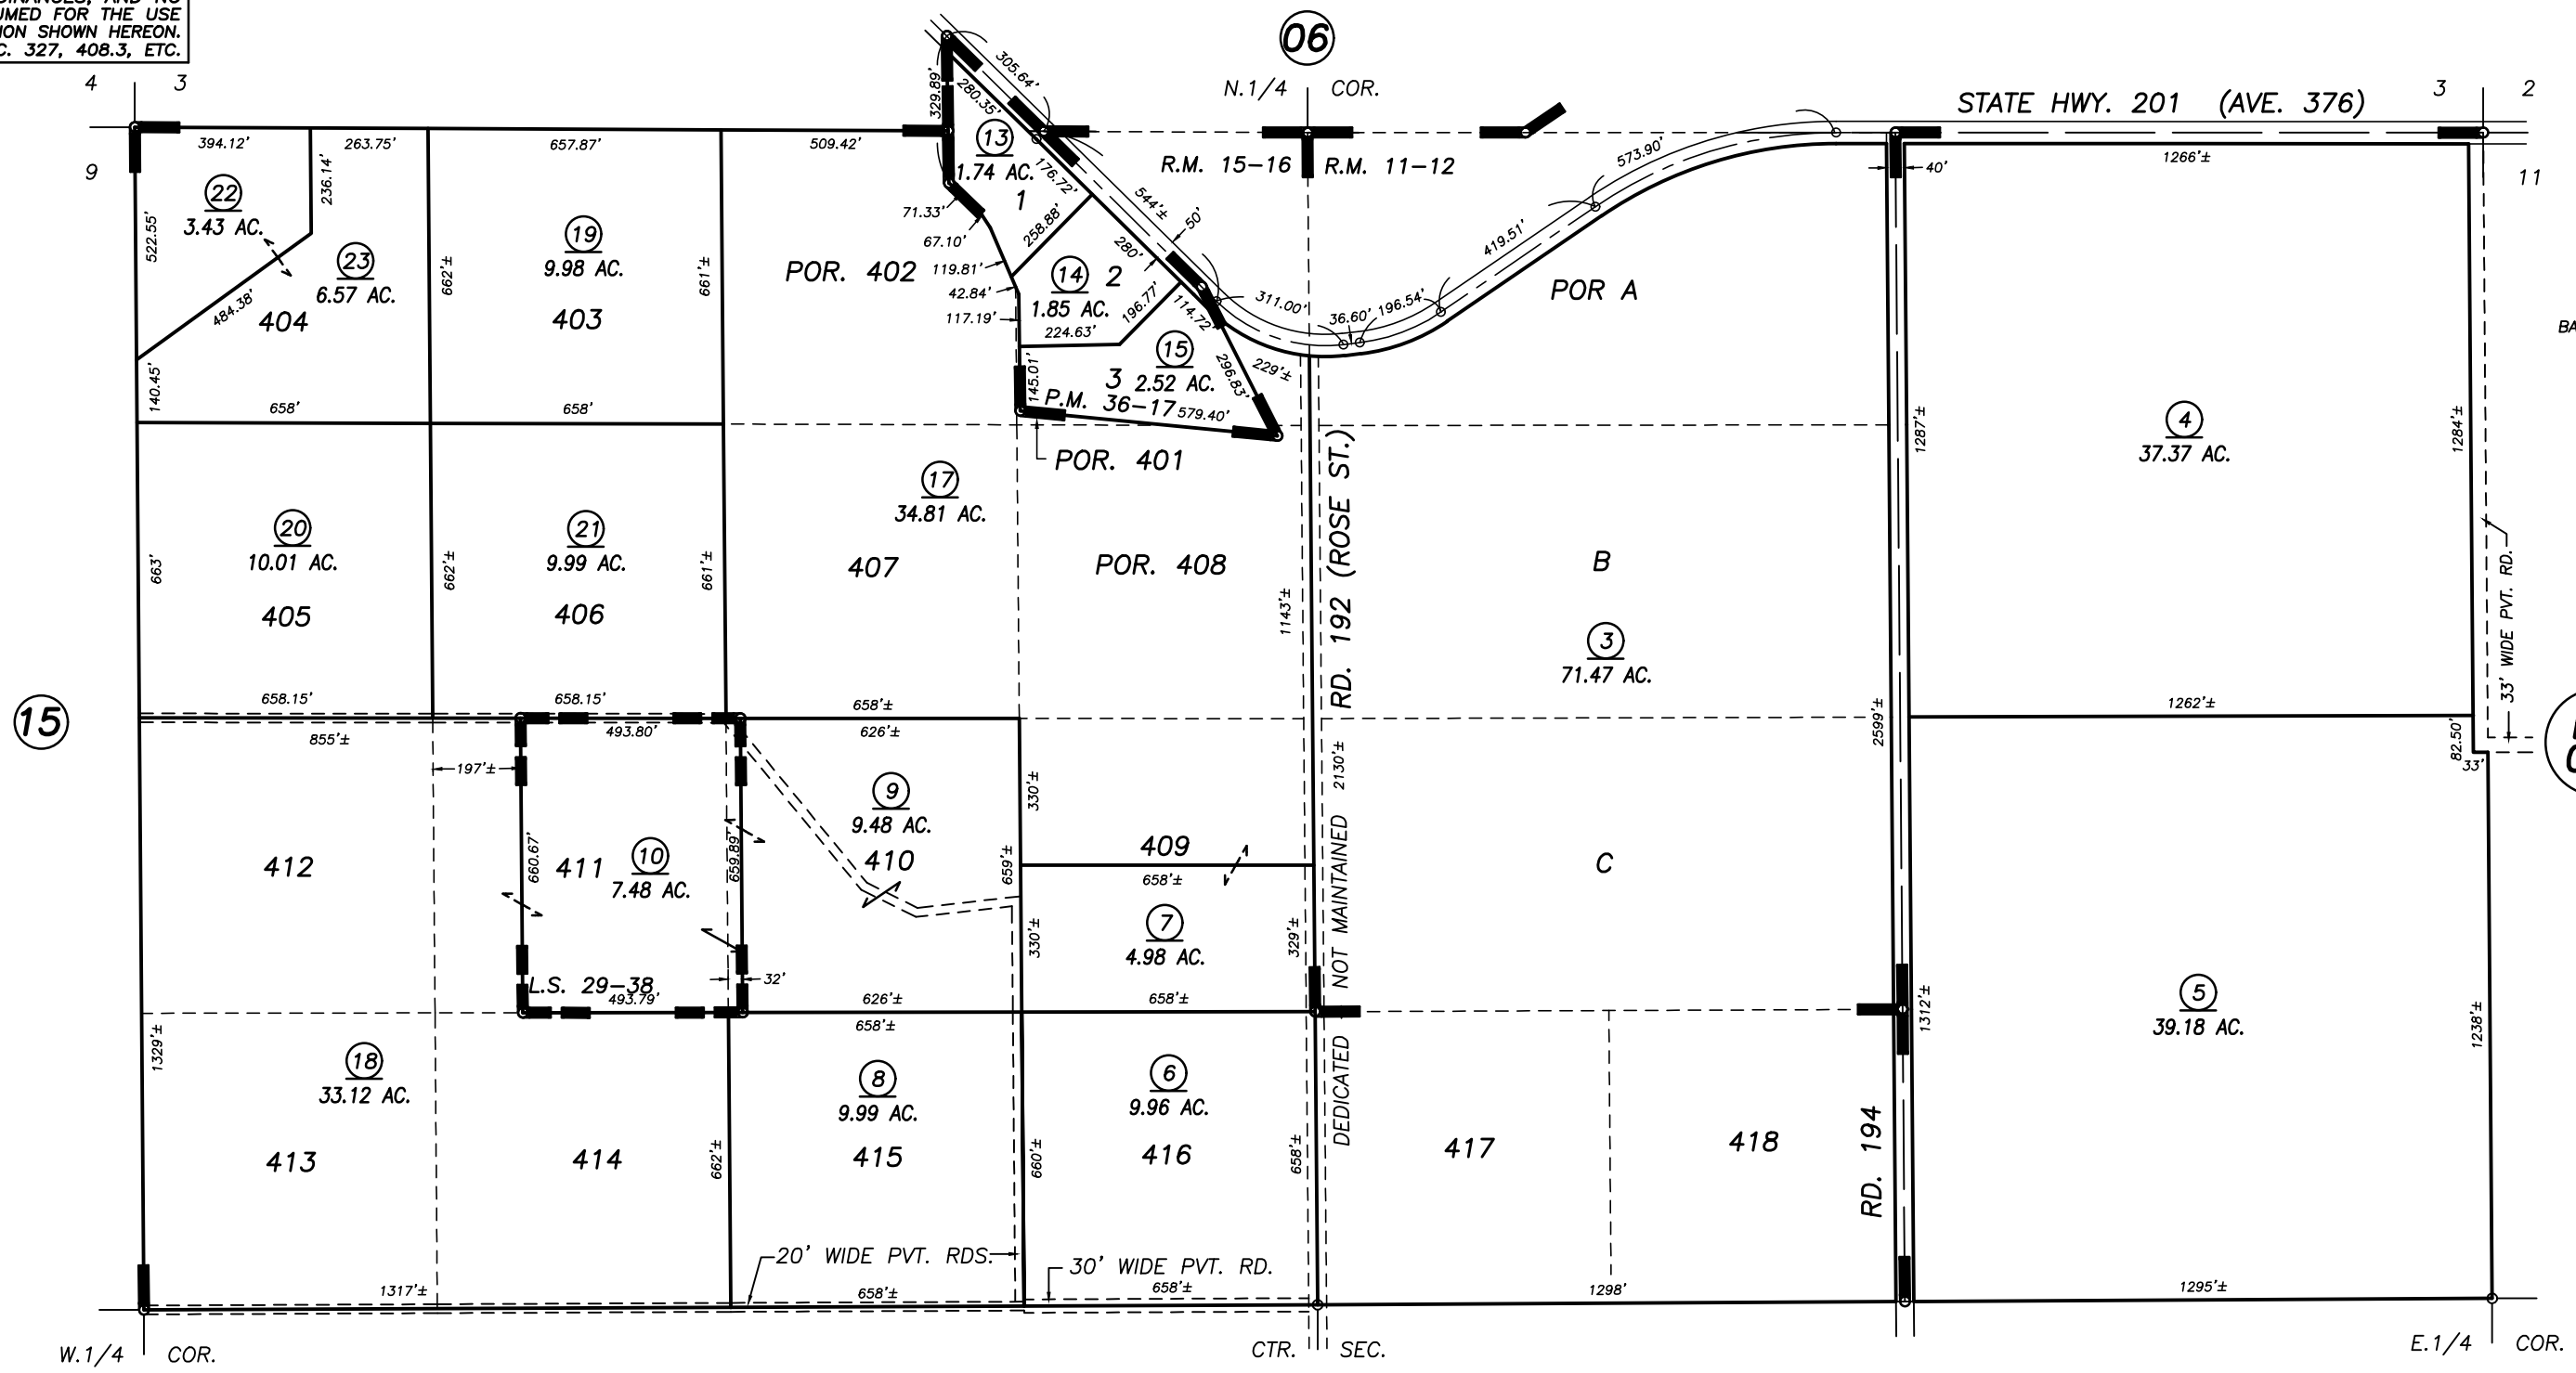 DINANCES, AND NO
UMED FOR THE USE
ION SHOWN HEREON.
C. 327, 408.3, ETC.
4 3
9
06
N.1/4 COR.
STATE HWY. 201 (AVE. 376)
3 2
11
394.12'
263.75'
657.87'
509.42'
329.89'
305.64'
280.35'
13
1.74 AC.
1
176.72'
R.M. 15-16
R.M. 11-12
573.90'
40'
1266'±
22
3.43 AC.
236.14'
522.55'
23
6.57 AC.
484.38'
404
140.45'
658'
19
9.98 AC.
403
662'±
661'±
658'
POR. 402
71.33'
67.10'
119.81'
42.84'
117.19'
258.88'
544'±
50'
280'
14
2
1.85 AC.
196.77'
224.63'
114.72'
15
3 2.52 AC.
145.01'
P.M. 36-17
579.40'
296.83'
229'±
311.00'
36.60'
196.54'
419.51'
POR A
BA
POR. 401
4
37.37 AC.
1287'±
1284'±
20
10.01 AC.
405
663'
658.15'
21
9.99 AC.
406
662'±
661'±
658.15'
17
34.81 AC.
407
POR. 408
658'±
1143'±
RD. 192 (ROSE ST.)
B
3
71.47 AC.
33' WIDE PVT. RD.
15
855'±
197'±
493.80'
626'±
2130'±
2599'±
1262'±
82.50'
33'
0
412
660.67'
411
10
7.48 AC.
659.89'
L.S. 29-38
493.79'
32'
9
9.48 AC.
410
659'±
626'±
330'±
409
658'±
330'±
7
4.98 AC.
329'±
658'±
NOT MAINTAINED
DEDICATED
C
1312'±
5
39.18 AC.
1238'±
1329'±
18
33.12 AC.
413
414
662'±
658'±
8
9.99 AC.
415
660'±
6
9.96 AC.
416
658'±
417
418
RD. 194
20' WIDE PVT. RDS.
30' WIDE PVT. RD.
1317'±
658'±
658'±
1298'
1295'±
W.1/4 COR.
CTR. SEC.
E.1/4 COR.